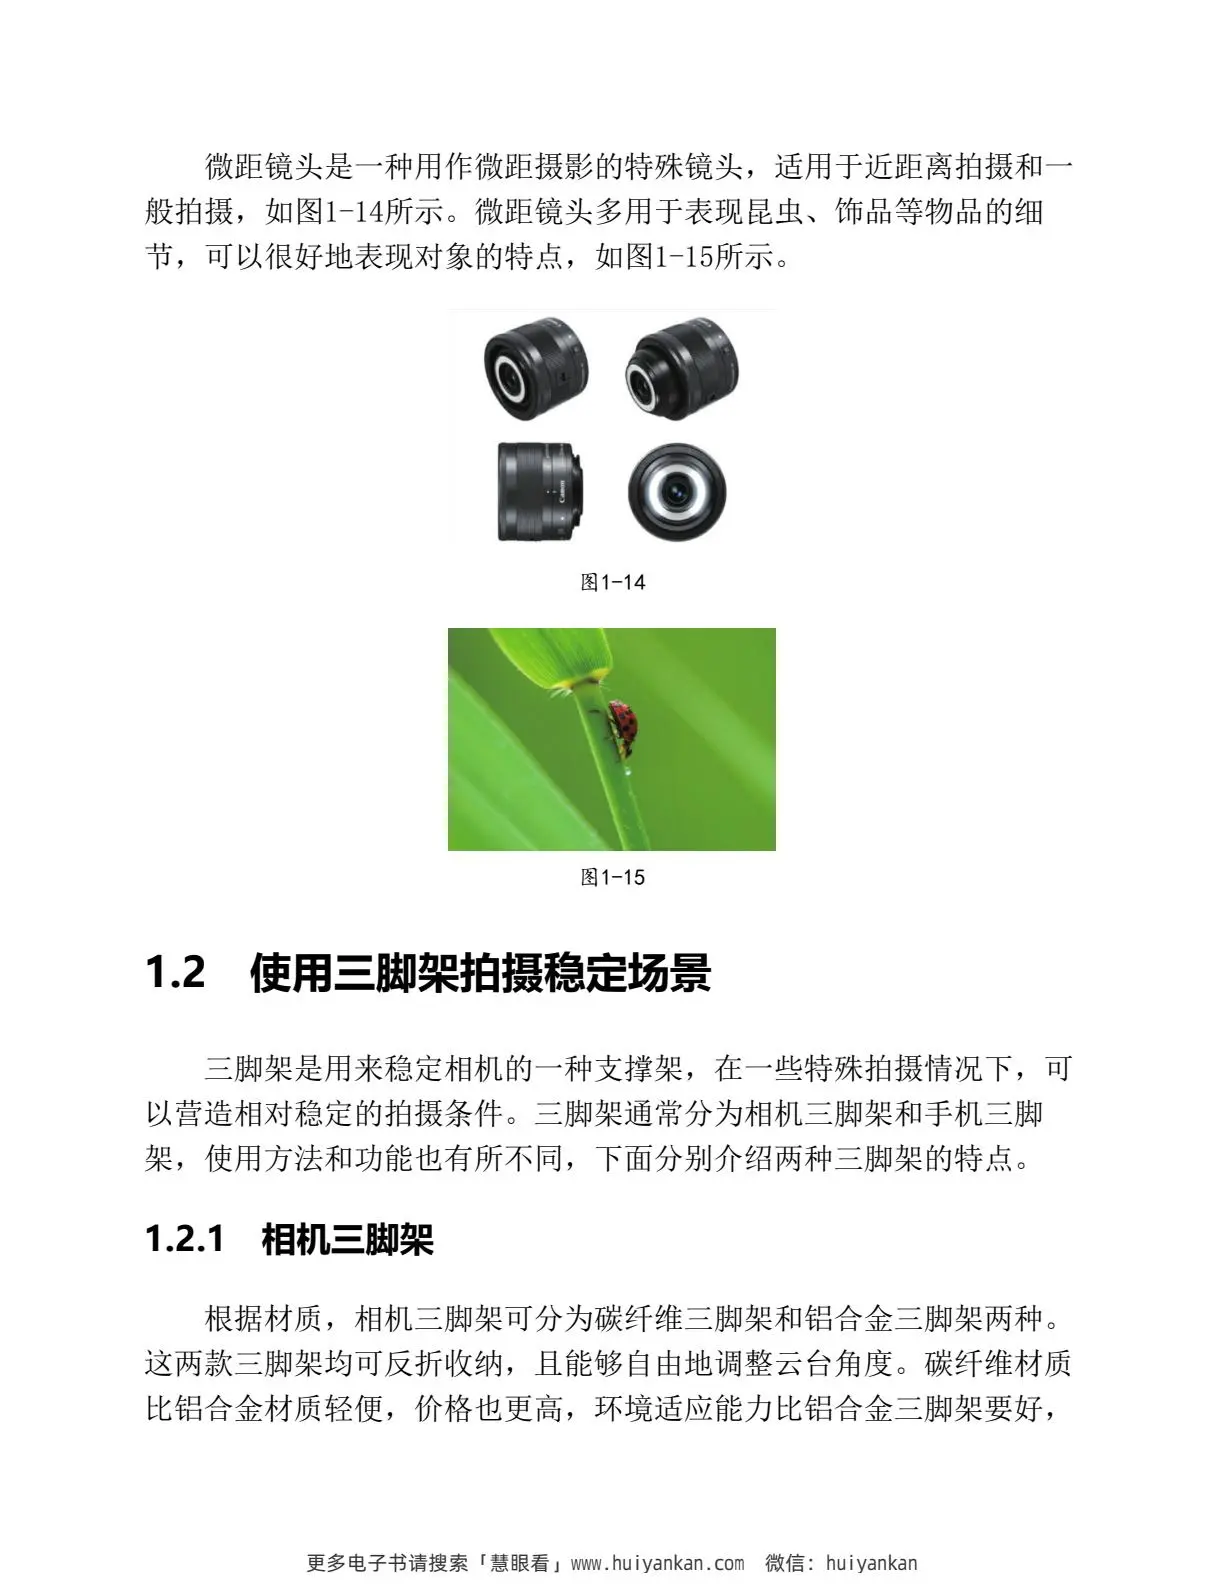 微距镜头是一种用作微距摄影的特殊镜头，适用于近距离拍摄和一
般拍摄，如图1-14所示。微距镜头多用于表现昆虫、饰品等物品的细
节，可以很好地表现对象的特点，如图1-15所示。
Canon
图1-14
图1-15
1.2 使用三脚架拍摄稳定场景
三脚架是用来稳定相机的一种支撑架，在一些特殊拍摄情况下，可
以营造相对稳定的拍摄条件。三脚架通常分为相机三脚架和手机三脚
架，使用方法和功能也有所不同，下面分别介绍两种三脚架的特点。
1.2.1 相机三脚架
根据材质，相机三脚架可分为碳纤维三脚架和铝合金三脚架两种。
这两款三脚架均可反折收纳，且能够自由地调整云台角度。碳纤维材质
比铝合金材质轻便，价格也更高，环境适应能力比铝合金三脚架要好，
更多电子书请搜索「慧眼看」www.huiyankan.com 微信：huiyankan